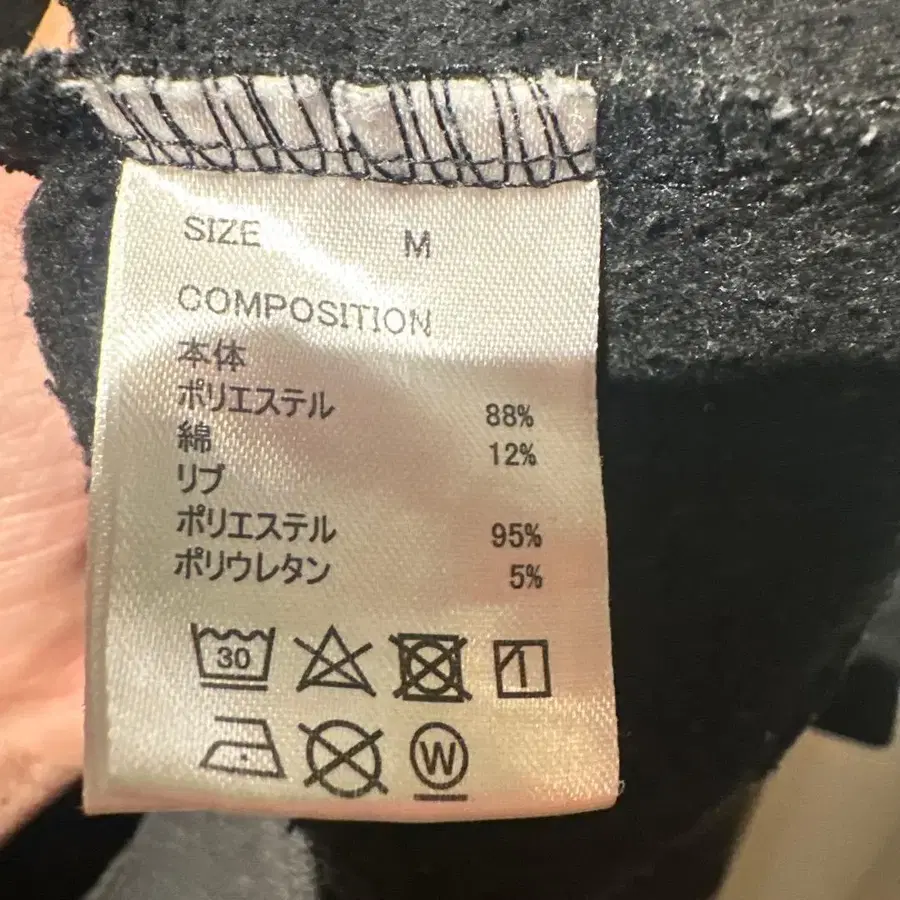 SIZE M
COMPOSITION
本体
ポリエステル 88%
綿 12%
リブ
ポリエステル 95%
ポリウレタン 5%
30
W